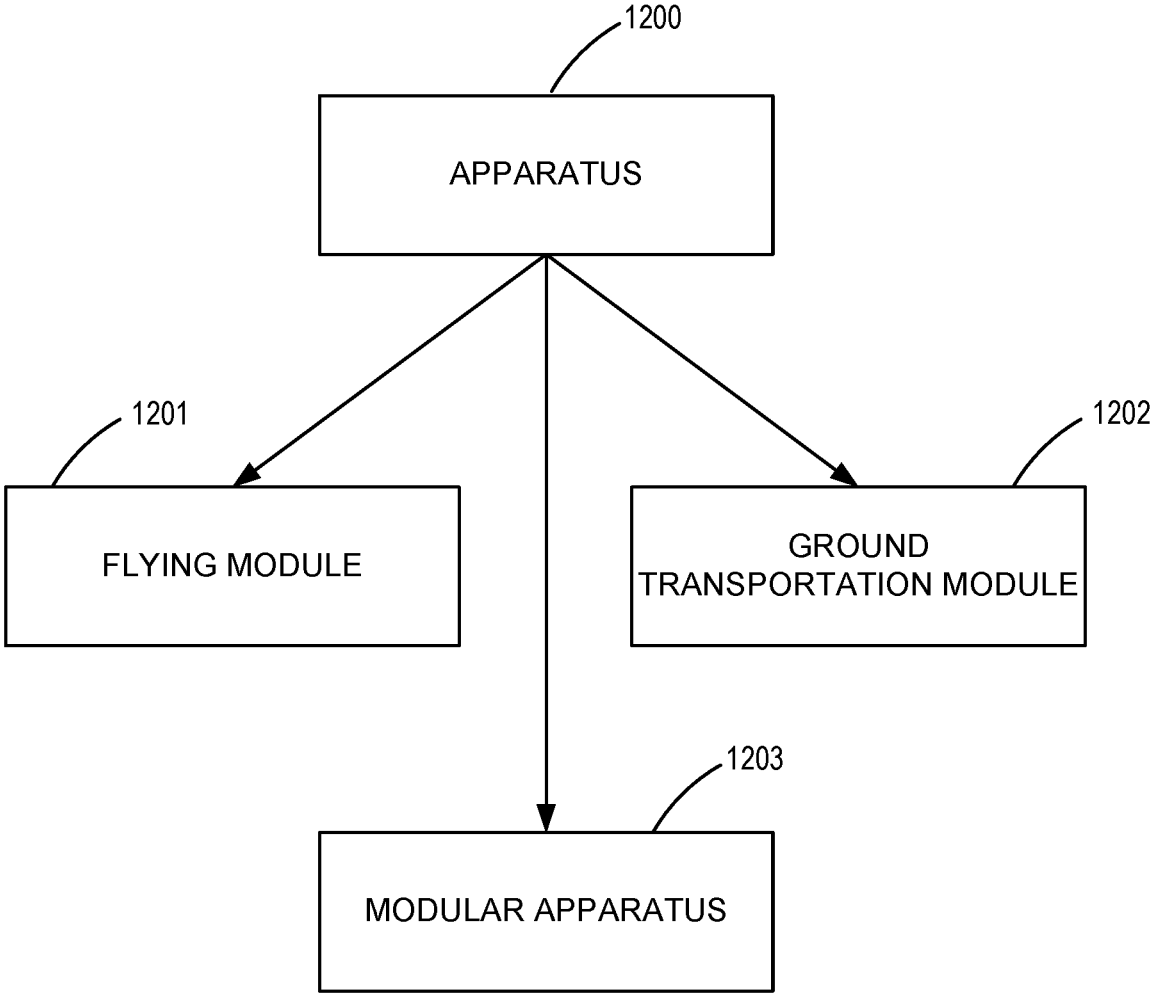 1200
APPARATUS
1201
1202
FLYING MODULE
GROUND
TRANSPORTATION MODULE
1203
MODULAR APPARATUS